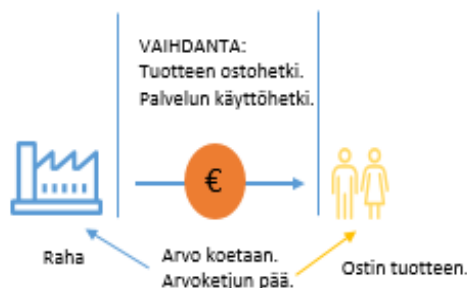 VAIHDANTA:
Tuotteen ostohetki.
Palvelun käyttöhetki.
€
Raha
Arvo koetaan.
Arvoketjun pää.
Ostin tuotteen.